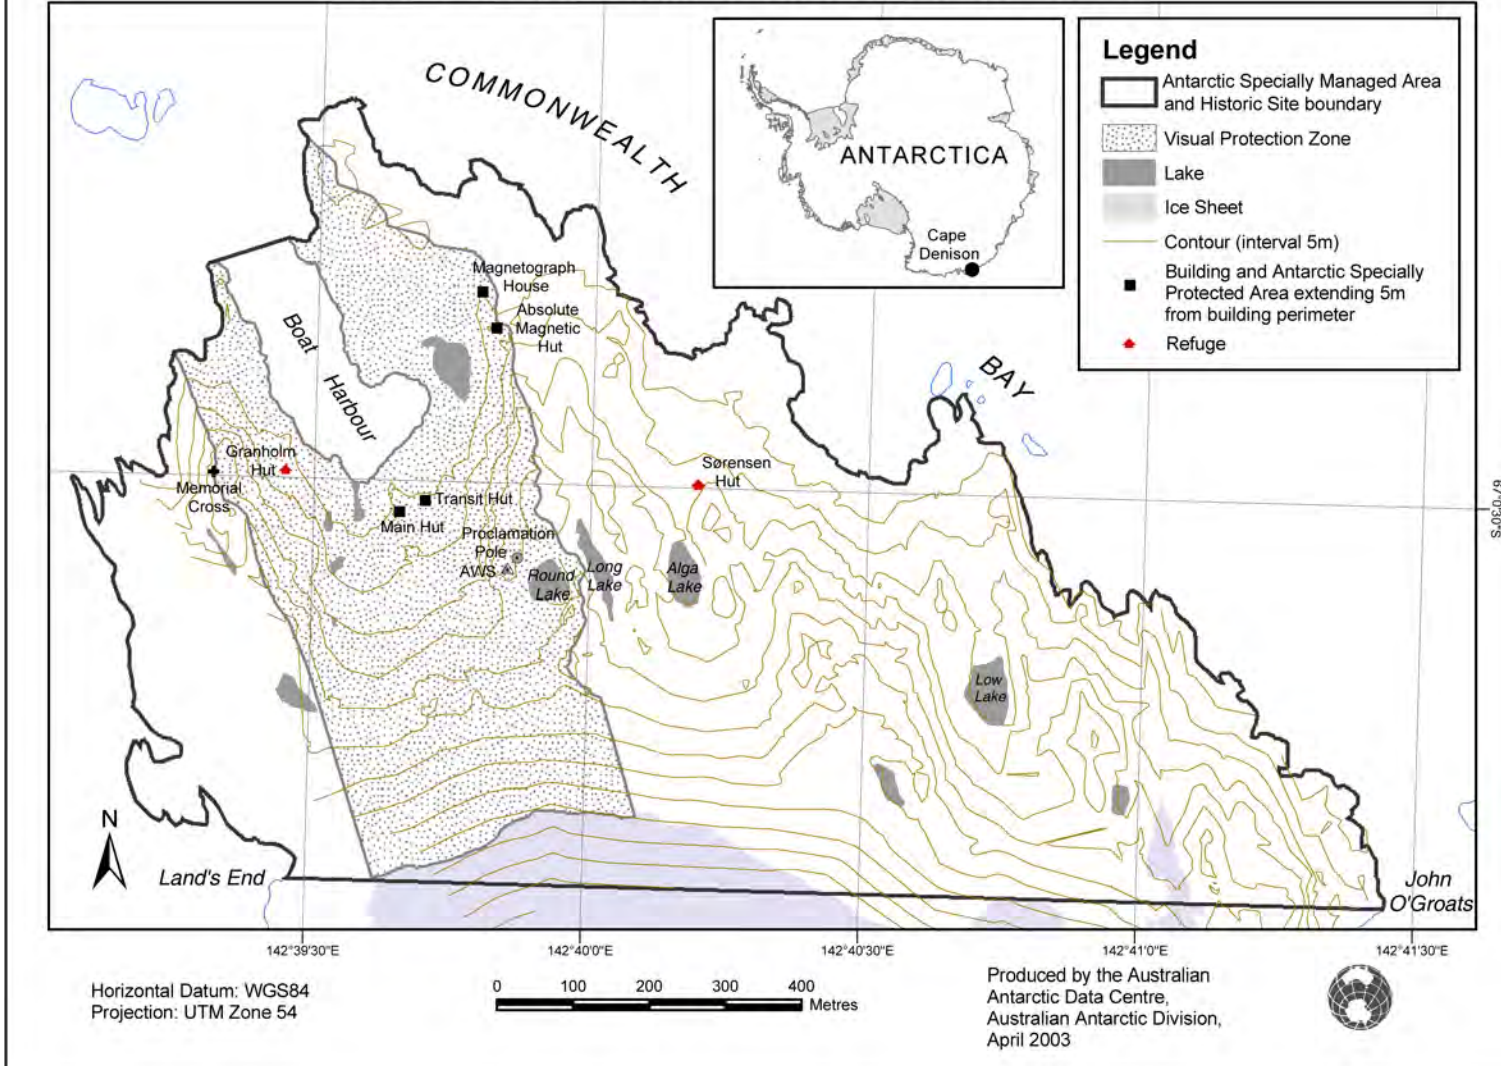 COMMONWEALTH
BAY
ANTARCTICA
Cape
Denison
Legend
Antarctic Specially Managed Area
and Historic Site boundary
Visual Protection Zone
Lake
Ice Sheet
Contour (interval 5m)
Building and Antarctic Specially
Protected Area extending 5m
from building perimeter
Refuge
Magnetograph
House
Absolute
Magnetic
Hut
Boat
Harbour
Granholm
Hut
Memorial
Cross
Transit Hut
Main Hut
Proclamation
Pole
AWS
Round
Lake
Long
Lake
Alga
Lake
Sørensen
Hut
Low
Lake
67°0'30"S
N
Land's End
John
O'Groats
142°39'30"E
142°40'0"E
142°40'30"E
142°41'0"E
142°41'30"E
Horizontal Datum: WGS84
Projection: UTM Zone 54
0 100 200 300 400
Metres
Produced by the Australian
Antarctic Data Centre,
Australian Antarctic Division,
April 2003